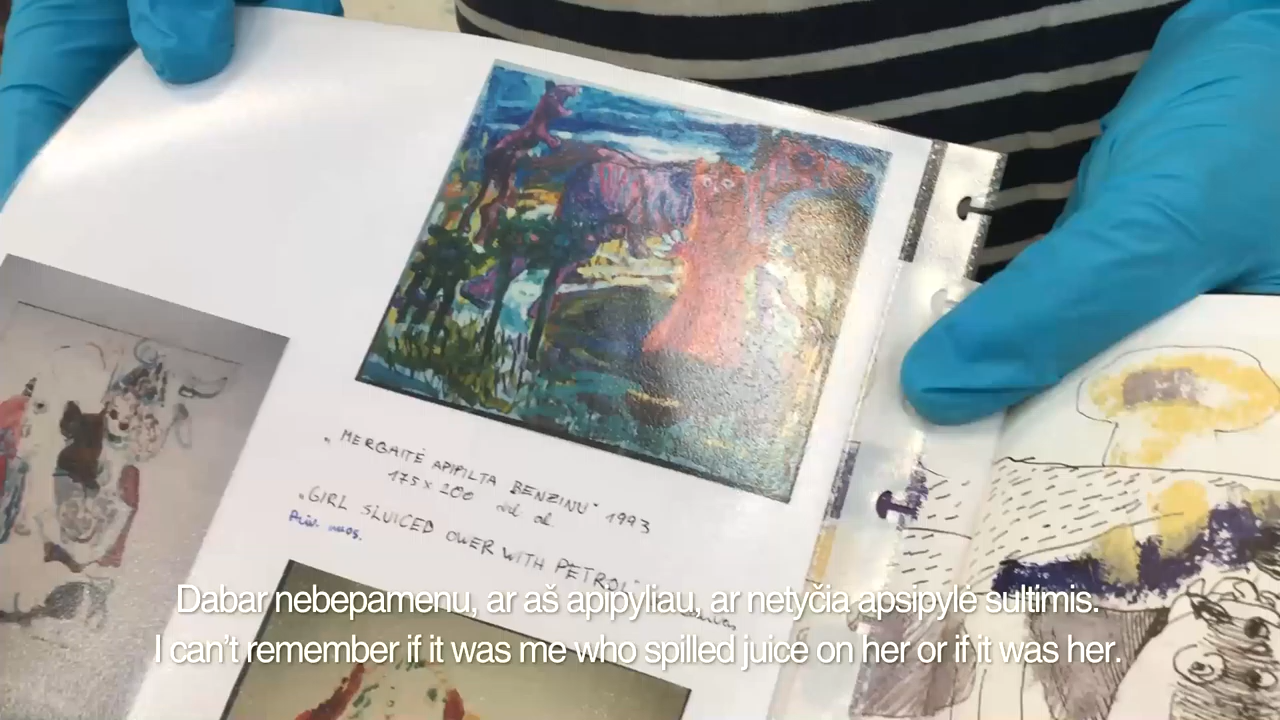 „MERGAITĖ APIPILTA BENZINU" 1993
175 x 200
„GIRL SLUICED OWER WITH PETROL"
Dabar nebepamenu, ar aš apipyliau, ar netyčia apsipylė sultimis.
I can't remember if it was me who spilled juice on her or if it was her.